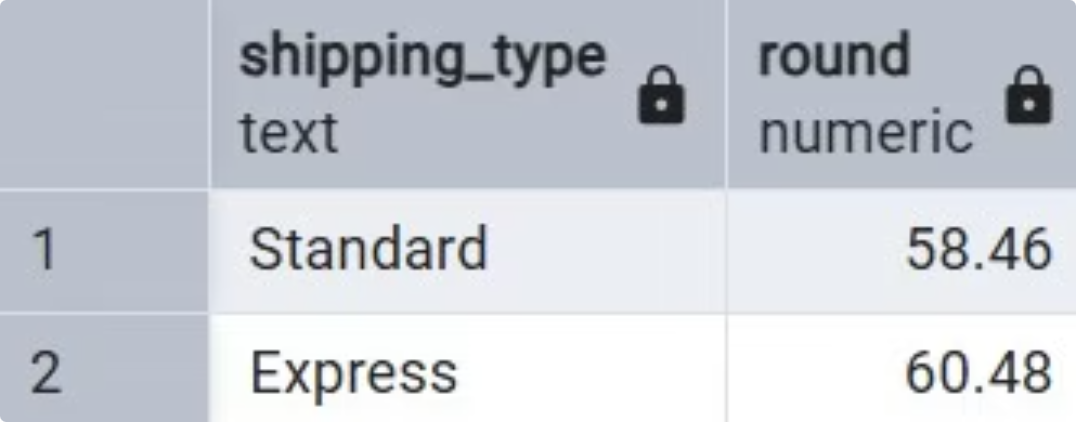 shipping_type round
text numeric
1 Standard 58.46
2 Express 60.48